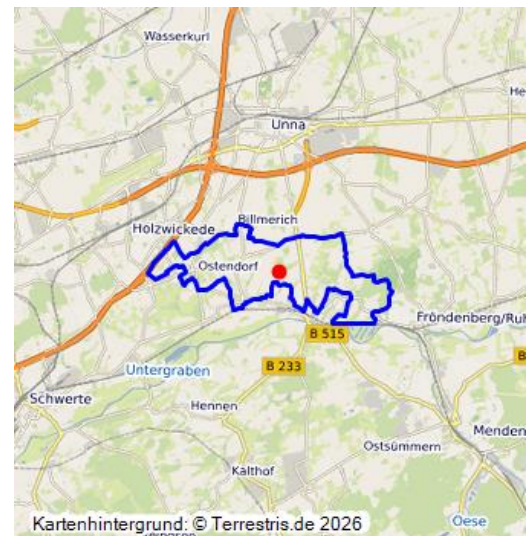 Wasserkurl
Unna
Holzwickede
Billmerich
Ostendorf
Fröndenberg/Ruh
B 515
Untergraben
B 233
Schwerte
Hennen
Menden
Ostsümmern
Kalthof
Oese
Kartenhintergrund: © Terrestris.de 2026